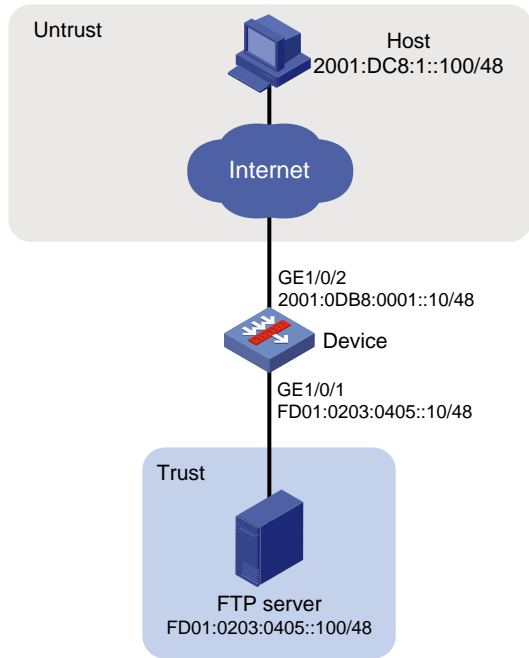 Untrust
Host
2001:DC8:1::100/48
Internet
GE1/0/2
2001:0DB8:0001::10/48
Device
GE1/0/1
FD01:0203:0405::10/48
Trust
FTP server
FD01:0203:0405::100/48